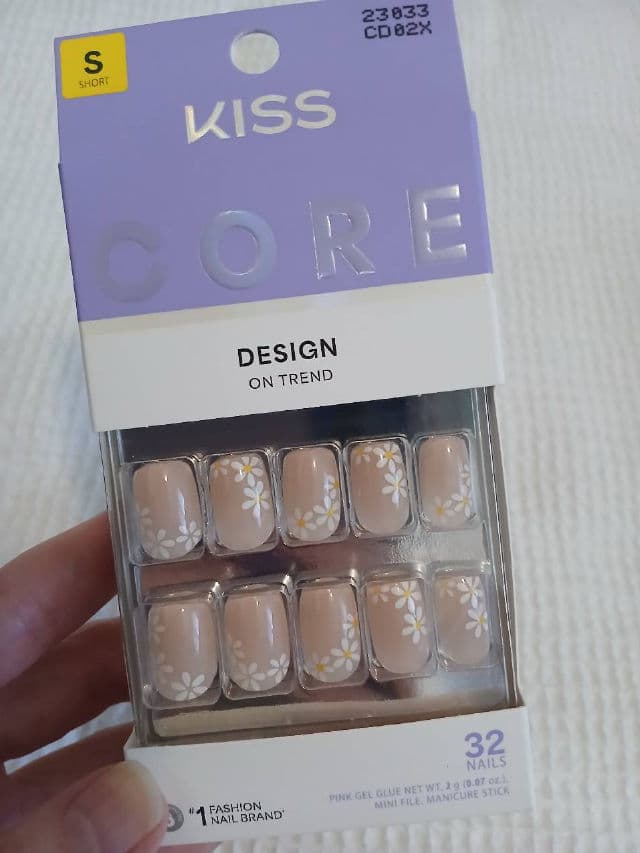 S
SHORT
23033
CD02X
KISS
CORE
DESIGN
ON TREND
32
NAILS
PINK GEL GLUE NET WT. 2 g (0.07 oz.),
MINI FILE, MANICURE STICK
#1 FASHION
NAIL BRAND*